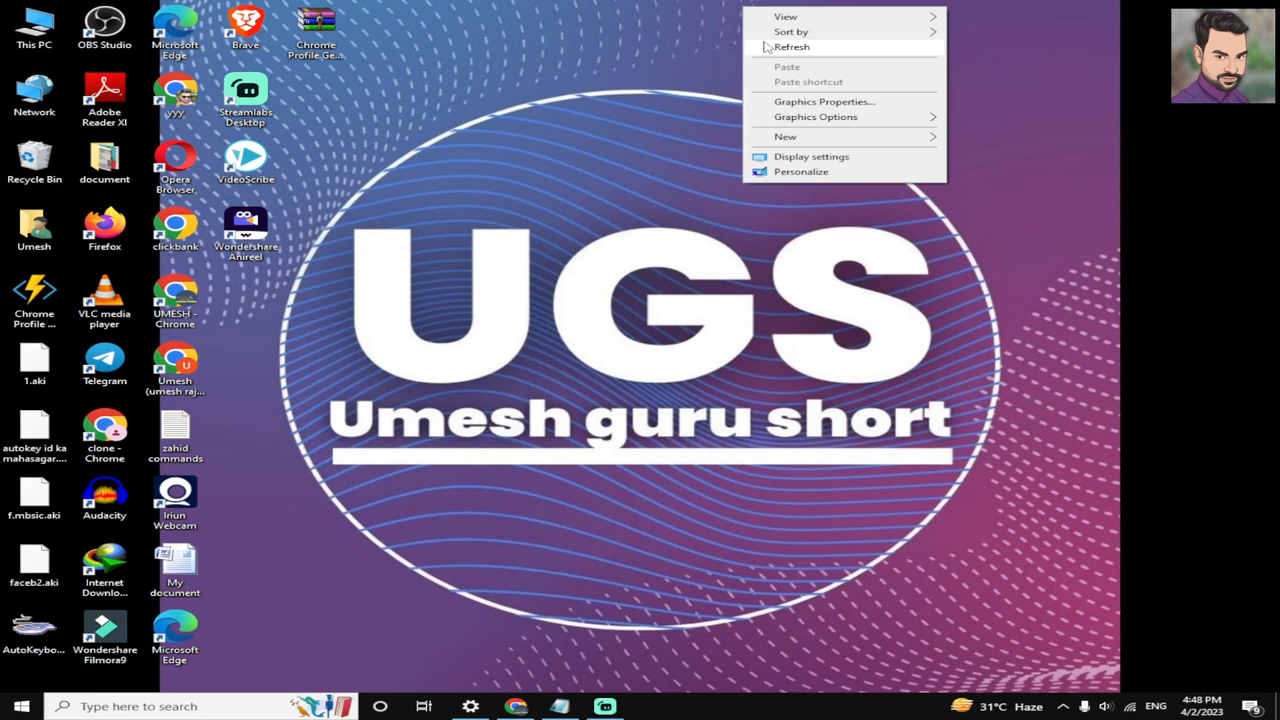 This PC
OBS Studio
Microsoft
Edge
Brave
Chrome
Profile Ge...
Network
Adobe
Reader XI
yyy
Streamlabs
Desktop
Recycle Bin
document
Opera
Browser
VideoScribe
Umesh
Firefox
clickbank
Wondershare
Anireel
Chrome
Profile ...
VLC media
player
UMESH -
Chrome
1.aki
Telegram
Umesh
(umesh raj...
autokey id ka
mahasagar....
clone -
Chrome
zahid
commands
f.mbsic.aki
Audacity
Iriun
Webcam
faceb2.aki
Internet
Downlo...
My
document
AutoKeybo...
Wondershare
Filmora9
Microsoft
Edge
View
Sort by
Refresh
Paste
Paste shortcut
Graphics Properties...
Graphics Options
New
Display settings
Personalize
UGS
Umesh guru short
Type here to search
31°C Haze
ENG
4:48 PM
4/2/2023
9